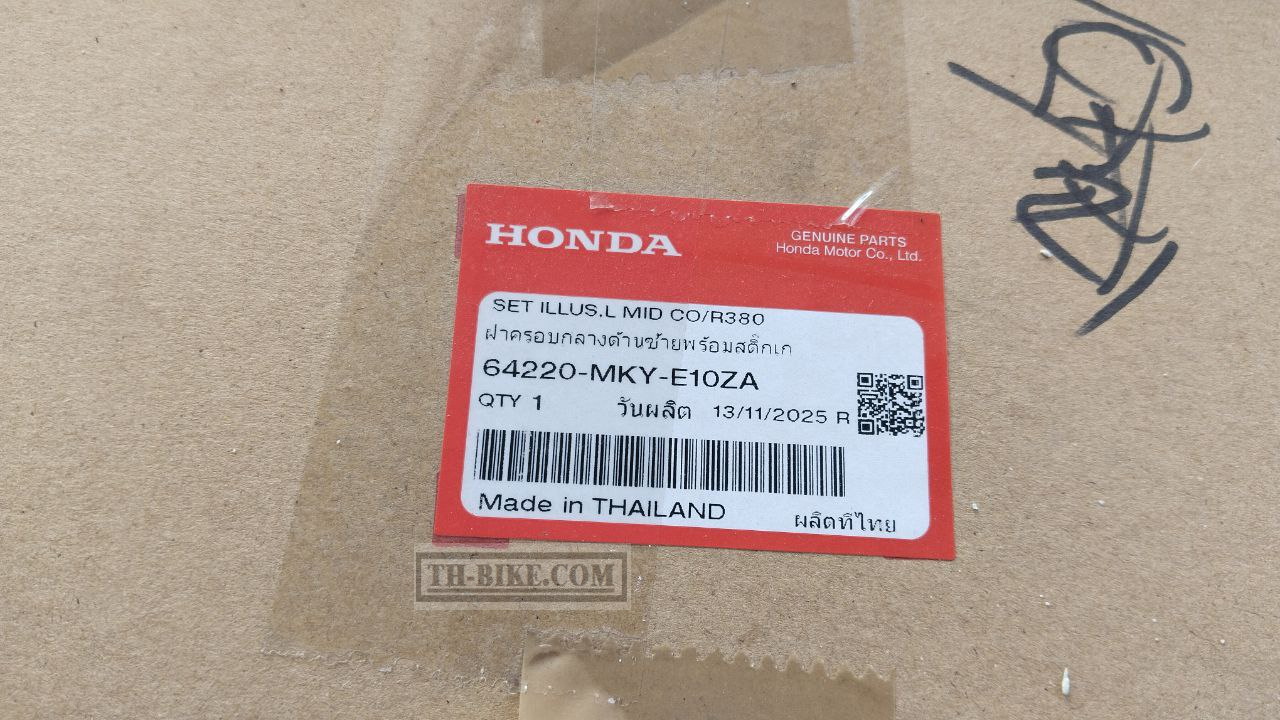 HONDA
GENUINE PARTS
Honda Motor Co., Ltd.
SET ILLUS.L MID CO/R380
ฝาครอบกลางด้านซ้ายพร้อมสติ๊กเก
64220-MKY-E10ZA
QTY 1 วันผลิต 13/11/2025 R
Made in THAILAND ผลิตที่ไทย
TH-BIKE.COM